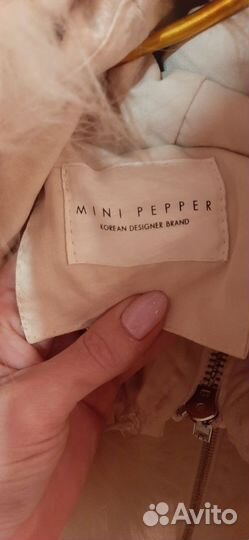 MINI PEPPER
KOREAN DESIGNER BRAND
Avito